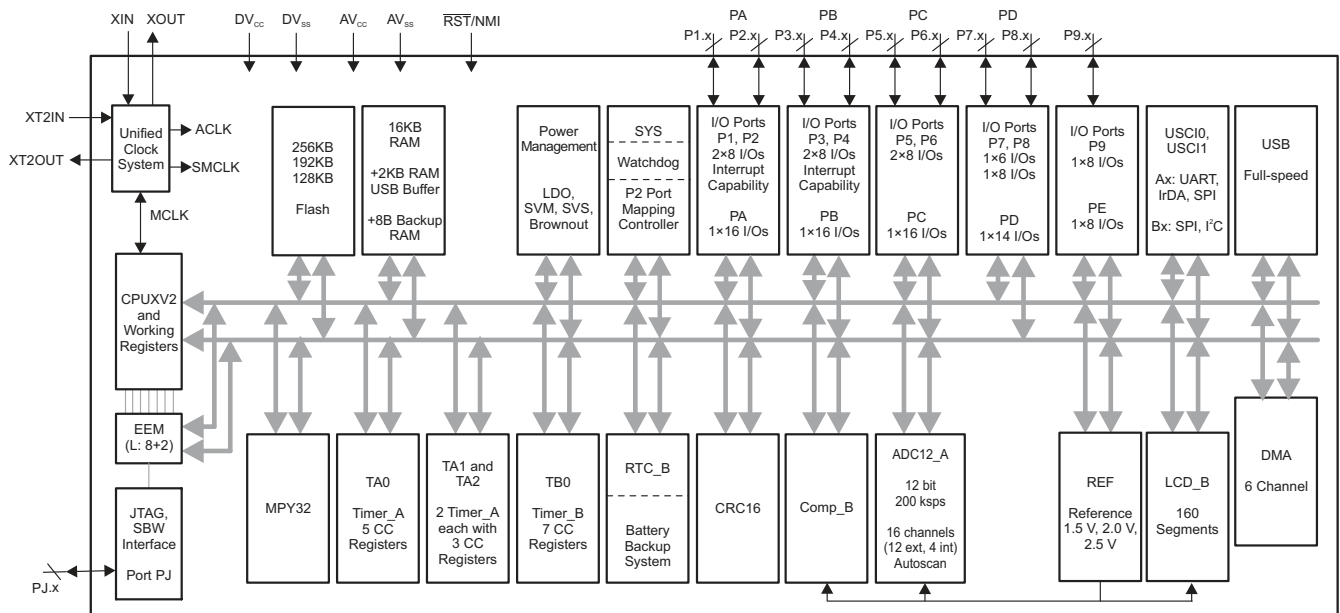 XIN XOUT DVCC DVSS AVCC AVSS RST/NMI
PA PB PC PD
P1.x P2.x P3.x P4.x P5.x P6.x P7.x P8.x P9.x
XT2IN
XT2OUT
Unified
Clock
System
ACLK
SMCLK
MCLK
256KB
192KB
128KB
Flash
16KB
RAM
+2KB RAM
USB Buffer
+8B Backup
RAM
Power
Management
LDO,
SVM, SVS,
Brownout
SYS
Watchdog
P2 Port
Mapping
Controller
I/O Ports
P1, P2
2×8 I/Os
Interrupt
Capability
PA
1×16 I/Os
I/O Ports
P3, P4
2×8 I/Os
Interrupt
Capability
PB
1×16 I/Os
I/O Ports
P5, P6
2×8 I/Os
PC
1×16 I/Os
I/O Ports
P7, P8
1×6 I/Os
1×8 I/Os
PD
1×14 I/Os
I/O Ports
P9
1×8 I/Os
PE
1×8 I/Os
USCI0,
USCI1
Ax: UART,
IrDA, SPI
Bx: SPI, I²C
USB
Full-speed
CPUXV2
and
Working
Registers
EEM
(L: 8+2)
JTAG,
SBW
Interface
Port PJ
PJ.x
MPY32
TA0
Timer_A
5 CC
Registers
TA1 and
TA2
2 Timer_A
each with
3 CC
Registers
TB0
Timer_B
7 CC
Registers
RTC_B
Battery
Backup
System
CRC16
Comp_B
ADC12_A
12 bit
200 ksps
16 channels
(12 ext, 4 int)
Autoscan
REF
Reference
1.5 V, 2.0 V,
2.5 V
LCD_B
160
Segments
DMA
6 Channel